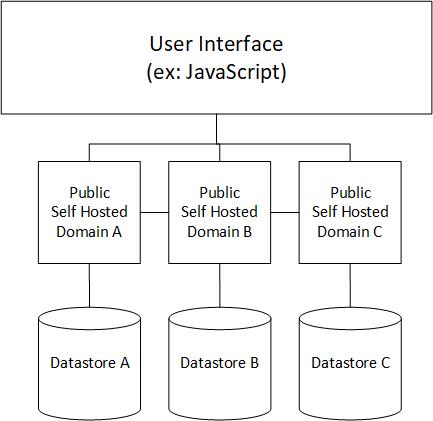 User Interface
(ex: JavaScript)
Public
Self Hosted
Domain A
Public
Self Hosted
Domain B
Public
Self Hosted
Domain C
Datastore A
Datastore B
Datastore C